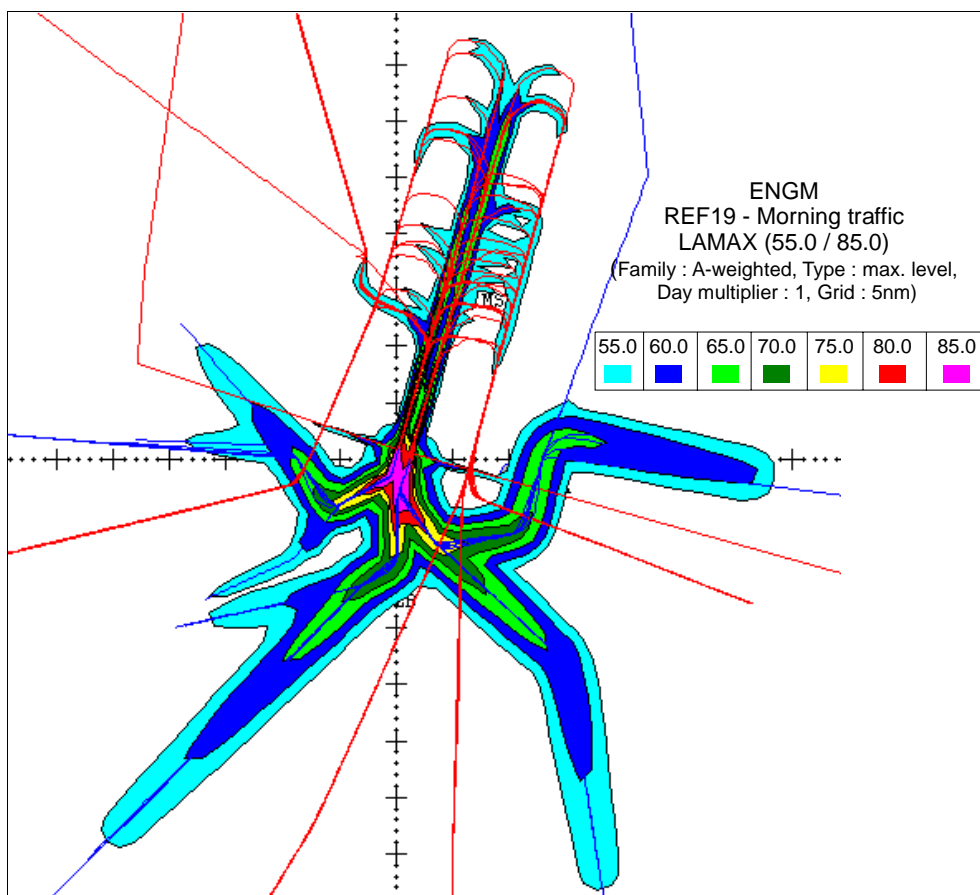 ENGM
REF19 - Morning traffic
LAMAX (55.0 / 85.0)
(Family : A-weighted, Type : max. level,
Day multiplier : 1, Grid : 5nm)
55.0 60.0 65.0 70.0 75.0 80.0 85.0